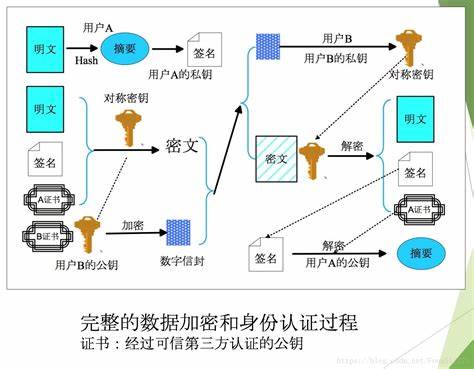 明文
用户A
Hash
摘要
签名
用户A的私钥
用户B
用户B的私钥
对称密钥
明文
签名
A证书
B证书
对称密钥
密文
加密
用户B的公钥
数字信封
密文
解密
明文
签名
A证书
签名
解密
用户A的公钥
摘要
完整的数据加密和身份认证过程
证书：经过可信第三方认证的公钥